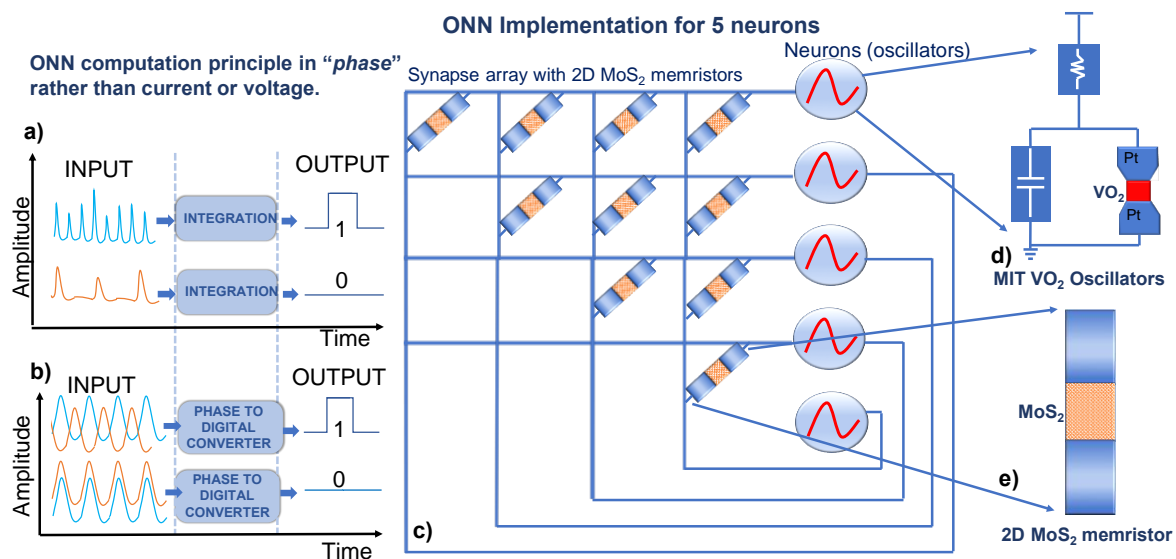 ONN Implementation for 5 neurons
ONN computation principle in “phase”
rather than current or voltage.
a)
Amplitude
INPUT
OUTPUT
INTEGRATION
1
INTEGRATION
0
Time
b)
Amplitude
INPUT
OUTPUT
PHASE TO
DIGITAL
CONVERTER
1
PHASE TO
DIGITAL
CONVERTER
0
Time
Synapse array with 2D MoS₂ memristors
Neurons (oscillators)
c)
Pt
VO₂
Pt
d)
MIT VO₂ Oscillators
MoS₂
e)
2D MoS₂ memristor